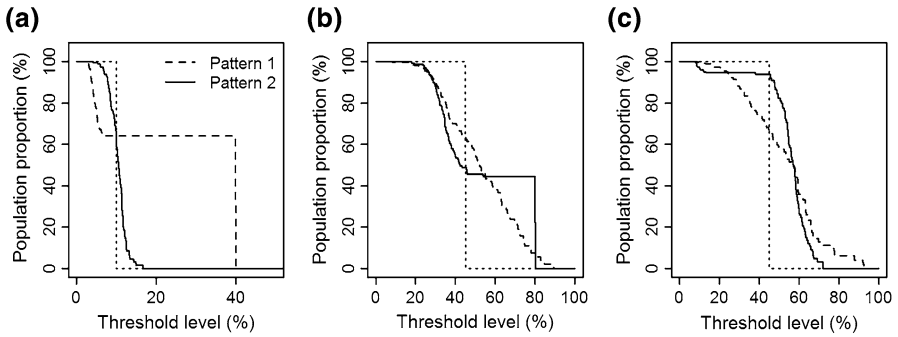 (a)
Population proportion (%)
100
80
60
40
20
0
Pattern 1
Pattern 2
0 20 40
Threshold level (%)
(b)
Population proportion (%)
100
80
60
40
20
0
0 20 40 60 80 100
Threshold level (%)
(c)
Population proportion (%)
100
80
60
40
20
0
0 20 40 60 80 100
Threshold level (%)